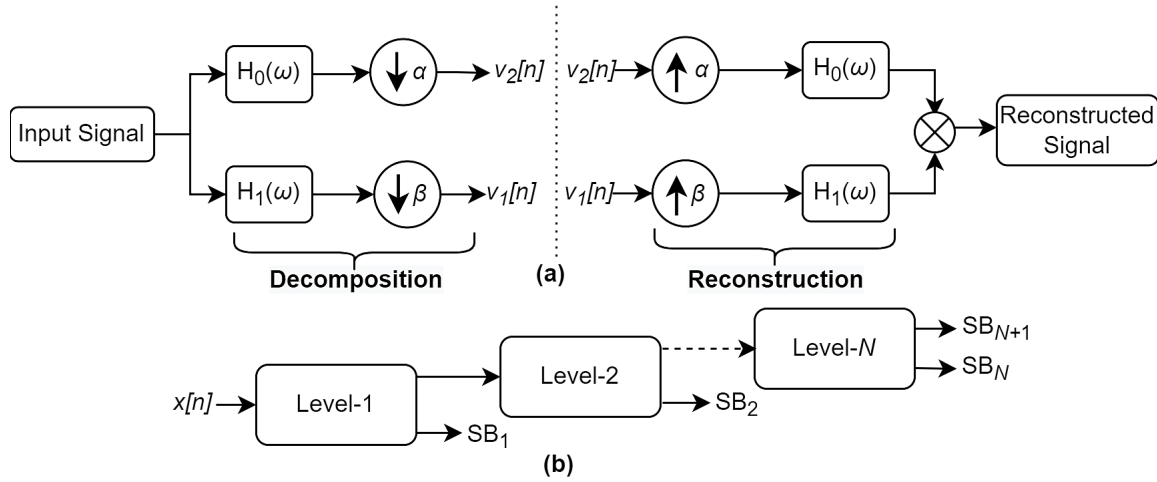 Input Signal
H0(ω)
α
v2[n]
v2[n]
α
H0(ω)
Reconstructed
Signal
H1(ω)
β
v1[n]
v1[n]
β
H1(ω)
Decomposition
(a)
Reconstruction
x[n]
Level-1
SB1
Level-2
SB2
Level-N
SBN+1
SBN
(b)